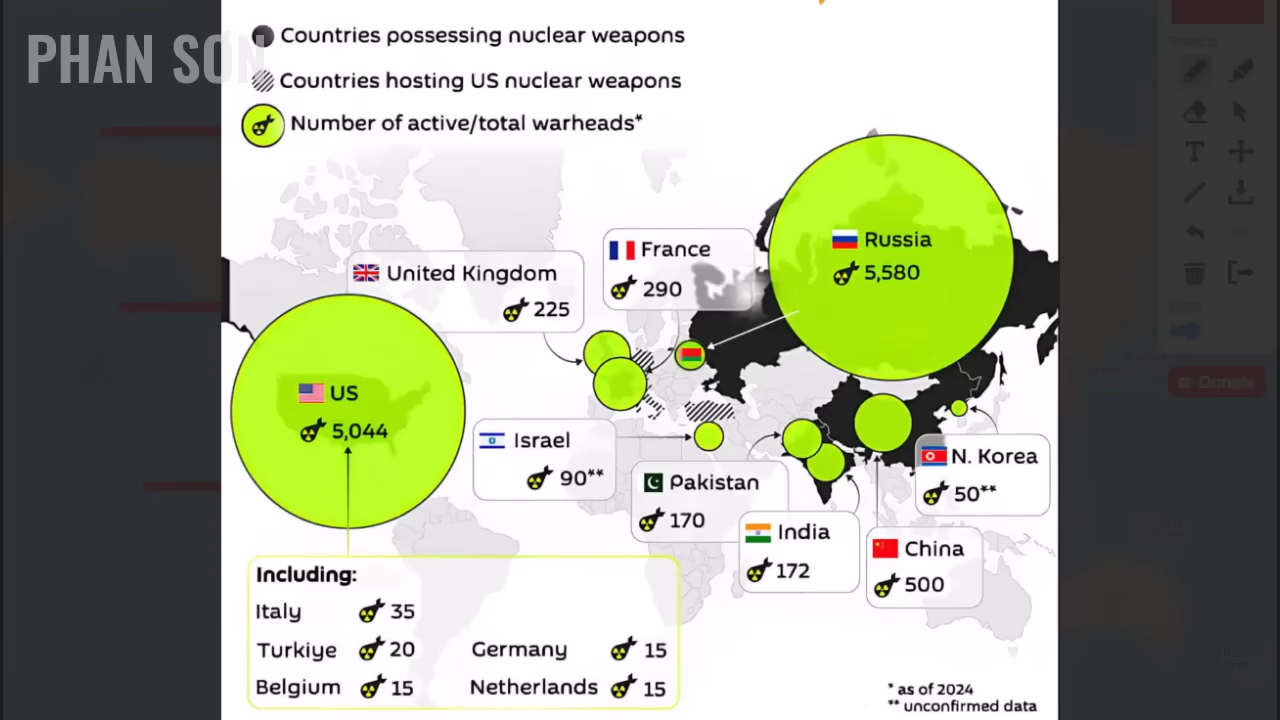 PHAN SƠN
Countries possessing nuclear weapons
Countries hosting US nuclear weapons
Number of active/total warheads*
Russia
5,580
France
290
United Kingdom
225
US
5,044
Israel
90**
Pakistan
170
India
172
China
500
N. Korea
50**
Including:
Italy 35
Turkiye 20
Germany 15
Belgium 15
Netherlands 15
* as of 2024
** unconfirmed data
Donate